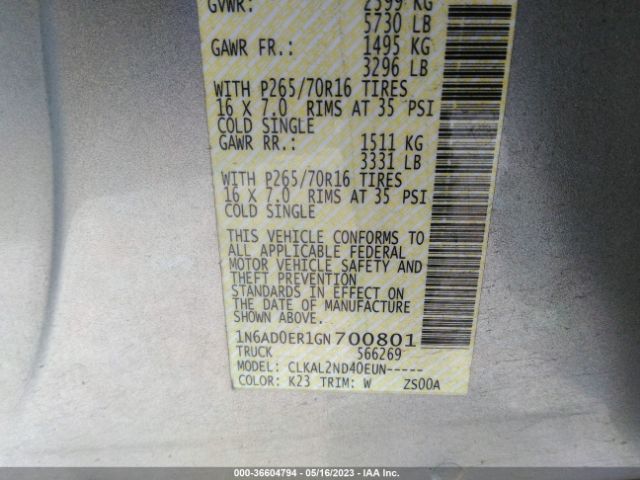 GVWR: 2599 KG
5730 LB
GAWR FR.: 1495 KG
3296 LB
WITH P265/70R16 TIRES
16 X 7.0 RIMS AT 35 PSI
COLD SINGLE
GAWR RR.: 1511 KG
3331 LB
WITH P265/70R16 TIRES
16 X 7.0 RIMS AT 35 PSI
COLD SINGLE
THIS VEHICLE CONFORMS TO
ALL APPLICABLE FEDERAL
MOTOR VEHICLE SAFETY AND
THEFT PREVENTION
STANDARDS IN EFFECT ON
THE DATE OF MANUFACTURE
SHOWN ABOVE.
1N6AD0ER1GN700801
TRUCK 566269
MODEL: CLKAL2ND40EUN-----
COLOR: K23 TRIM: W ZS00A
000-36604794 - 05/16/2023 - IAA Inc.